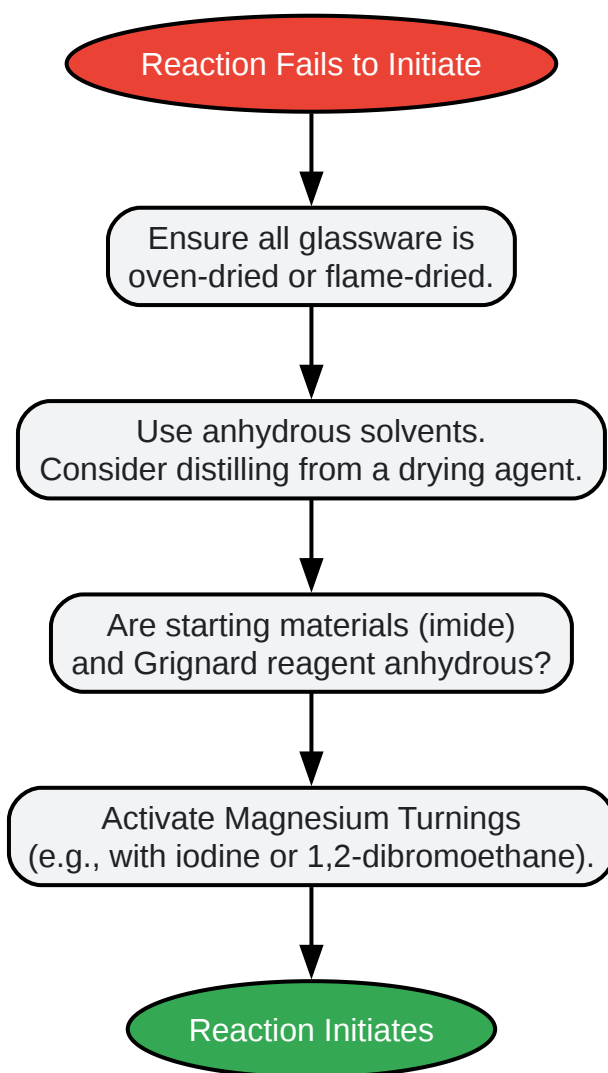 Reaction Fails to Initiate
Ensure all glassware is
oven-dried or flame-dried.
Use anhydrous solvents.
Consider distilling from a drying agent.
Are starting materials (imide)
and Grignard reagent anhydrous?
Activate Magnesium Turnings
(e.g., with iodine or 1,2-dibromoethane).
Reaction Initiates